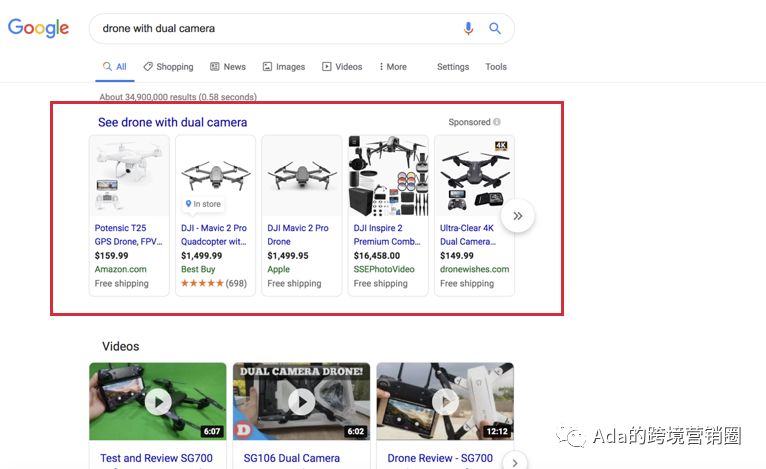 Google
drone with dual camera
All Shopping News Images Videos More Settings Tools
About 34,900,000 results (0.58 seconds)
See drone with dual camera
Sponsored
4K
In store
Potensic T25
GPS Drone, FPV...
$159.99
Amazon.com
Free shipping
DJI - Mavic 2 Pro
Quadcopter wit...
$1,499.99
Best Buy
(698)
DJI Mavic 2 Pro
Drone
$1,499.95
Apple
Free shipping
DJI Inspire 2
Premium Comb...
$16,458.00
SSEPhotoVideo
Free shipping
Ultra-Clear 4K
Dual Camera...
$149.99
dronewishes.com
Free shipping
Videos
6:07
Test and Review SG700
DUAL CAMERA DRONE!
D
6:02
SG106 Dual Camera
12:12
Drone Review - SG700
Ada的跨境营销圈